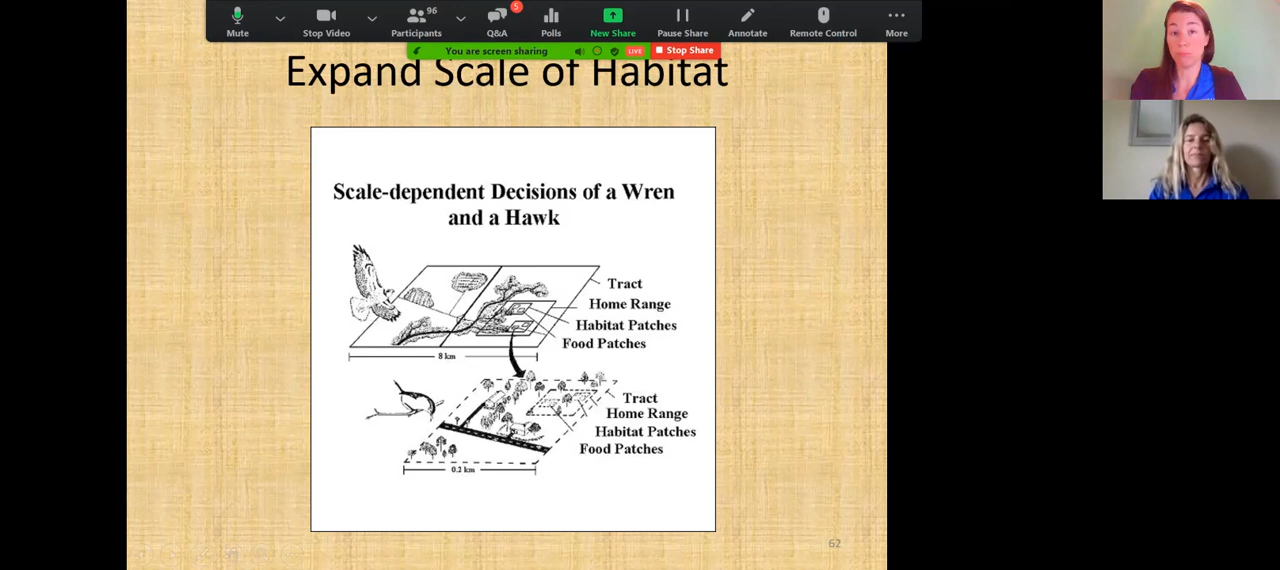 96
5
Mute
Stop Video
Participants
Q&A
Polls
New Share
Pause Share
Annotate
Remote Control
More
You are screen sharing
LIVE
Stop Share
Expand Scale of Habitat
Scale-dependent Decisions of a Wren
and a Hawk
Tract
Home Range
Habitat Patches
Food Patches
8 km
Tract
Home Range
Habitat Patches
Food Patches
0.2 km
62